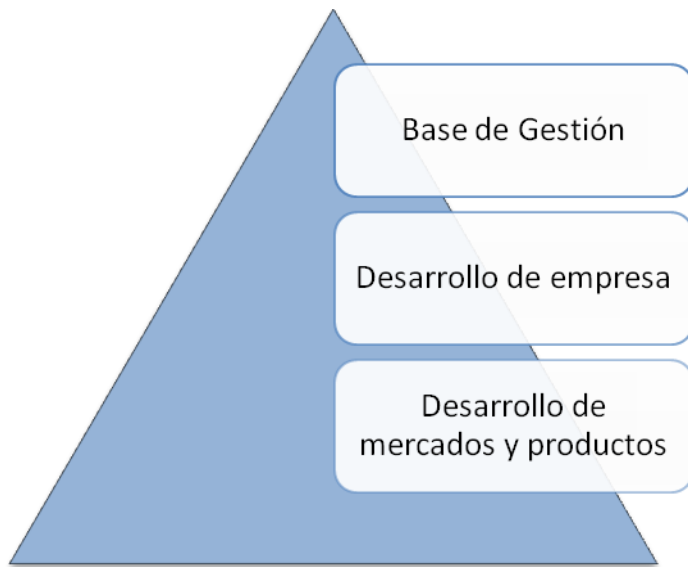 Base de Gestión
Desarrollo de empresa
Desarrollo de
mercados y productos